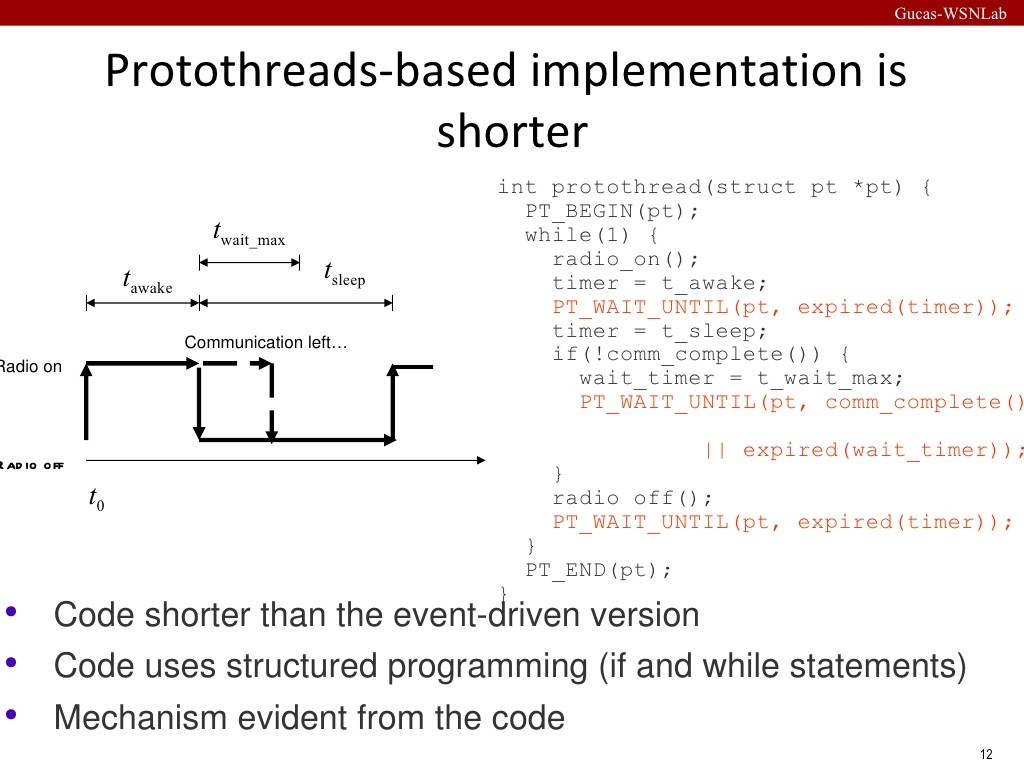 Gucas-WSNLab
Protothreads-based implementation is
shorter
int protothread(struct pt *pt) {
PT_BEGIN(pt);
while(1) {
radio_on();
timer = t_awake;
PT_WAIT_UNTIL(pt, expired(timer));
timer = t_sleep;
if(!comm_complete()) {
wait_timer = t_wait_max;
PT_WAIT_UNTIL(pt, comm_complete()
|| expired(wait_timer));
}
radio off();
PT_WAIT_UNTIL(pt, expired(timer));
}
PT_END(pt);
}
twait_max
tawake
tsleep
Communication left…
Radio on
RADIO OFF
t0
• Code shorter than the event-driven version
• Code uses structured programming (if and while statements)
• Mechanism evident from the code
12